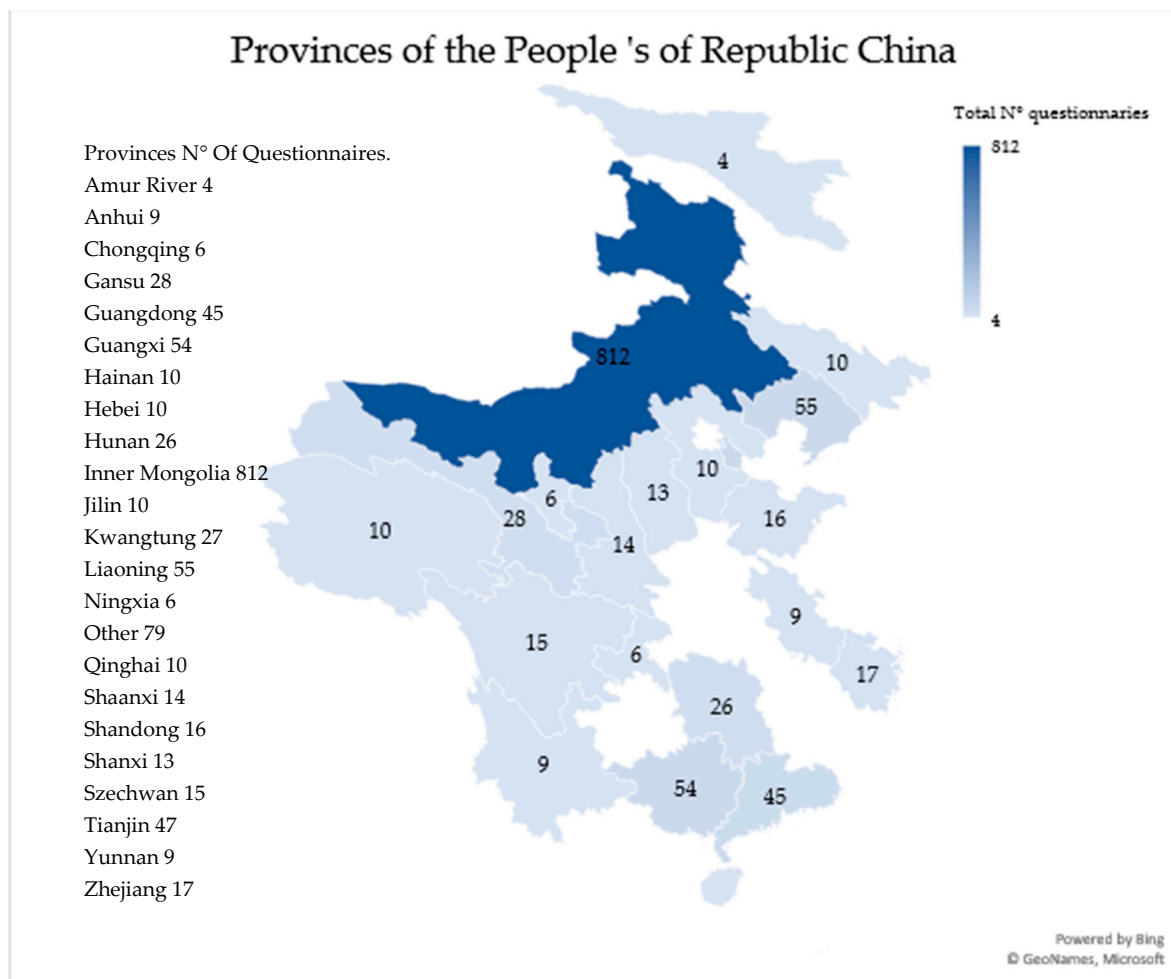 Provinces of the People 's of Republic China
Total N° questionnaries
812
4
Provinces N° Of Questionnaires.
Amur River 4
Anhui 9
Chongqing 6
Gansu 28
Guangdong 45
Guangxi 54
Hainan 10
Hebei 10
Hunan 26
Inner Mongolia 812
Jilin 10
Kwangtung 27
Liaoning 55
Ningxia 6
Other 79
Qinghai 10
Shaanxi 14
Shandong 16
Shanxi 13
Szechwan 15
Tianjin 47
Yunnan 9
Zhejiang 17
4
812
10
55
10
13
6
16
28
10
14
9
15
6
17
26
9
54
45
Powered by Bing
© GeoNames, Microsoft